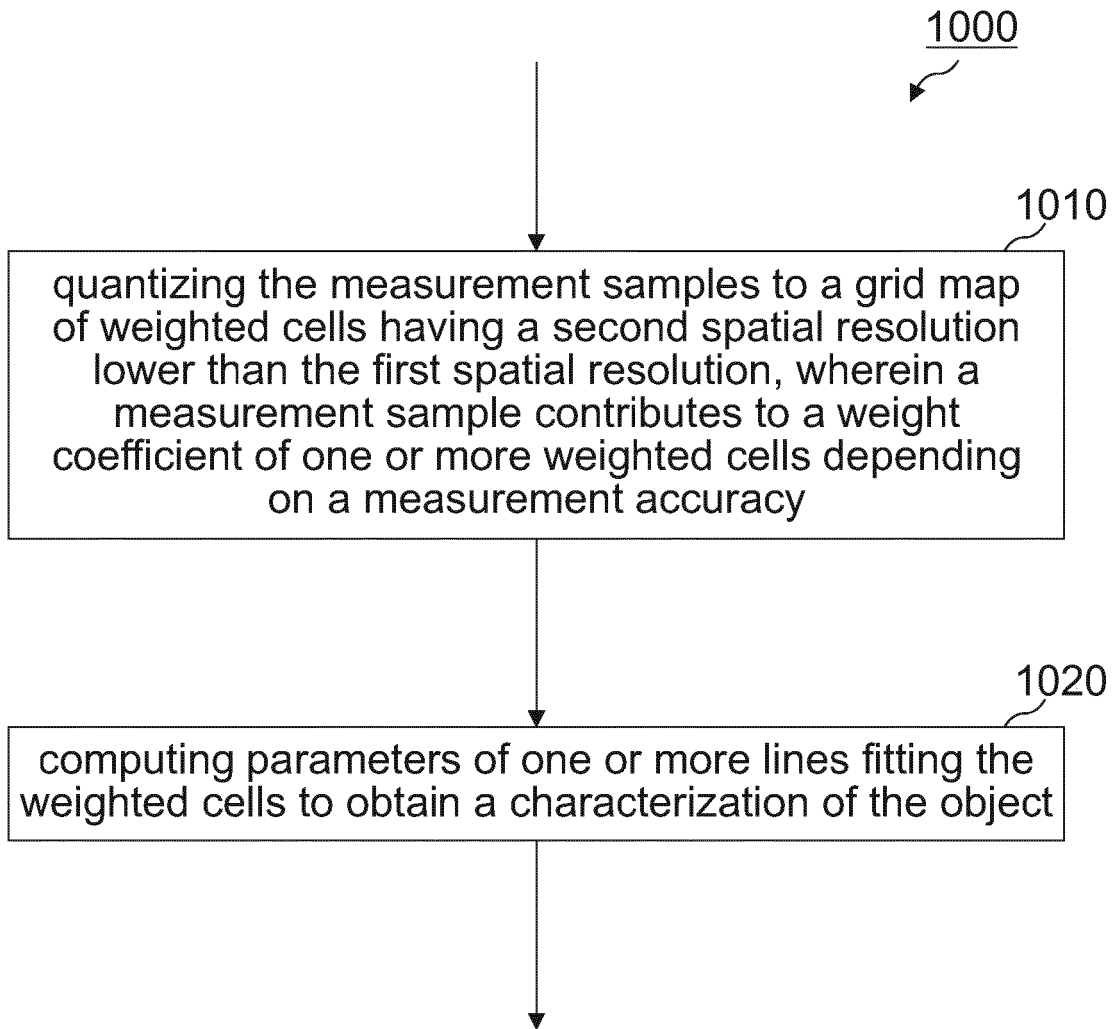 1000
1010
quantizing the measurement samples to a grid map
of weighted cells having a second spatial resolution
lower than the first spatial resolution, wherein a
measurement sample contributes to a weight
coefficient of one or more weighted cells depending
on a measurement accuracy
1020
computing parameters of one or more lines fitting the
weighted cells to obtain a characterization of the object